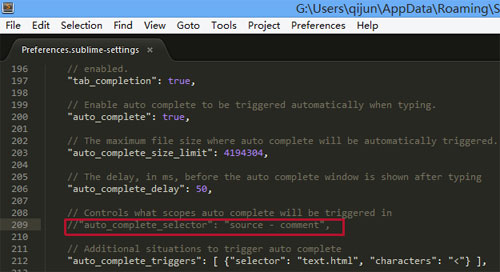 G:\Users\qijun\AppData\Roaming\S
File Edit Selection Find View Goto Tools Project Preferences Help
Preferences.sublime-settings ×
196 // enabled.
197 "tab_completion": true,
198
199 // Enable auto complete to be triggered automatically when typing.
200 "auto_complete": true,
201
202 // The maximum file size where auto complete will be automatically triggered.
203 "auto_complete_size_limit": 4194304,
204
205 // The delay, in ms, before the auto complete window is shown after typing
206 "auto_complete_delay": 50,
207
208 // Controls what scopes auto complete will be triggered in
209 //"auto_complete_selector": "source - comment",
210
211 // Additional situations to trigger auto complete
212 "auto_complete_triggers": [ {"selector": "text.html", "characters": "<"} ],